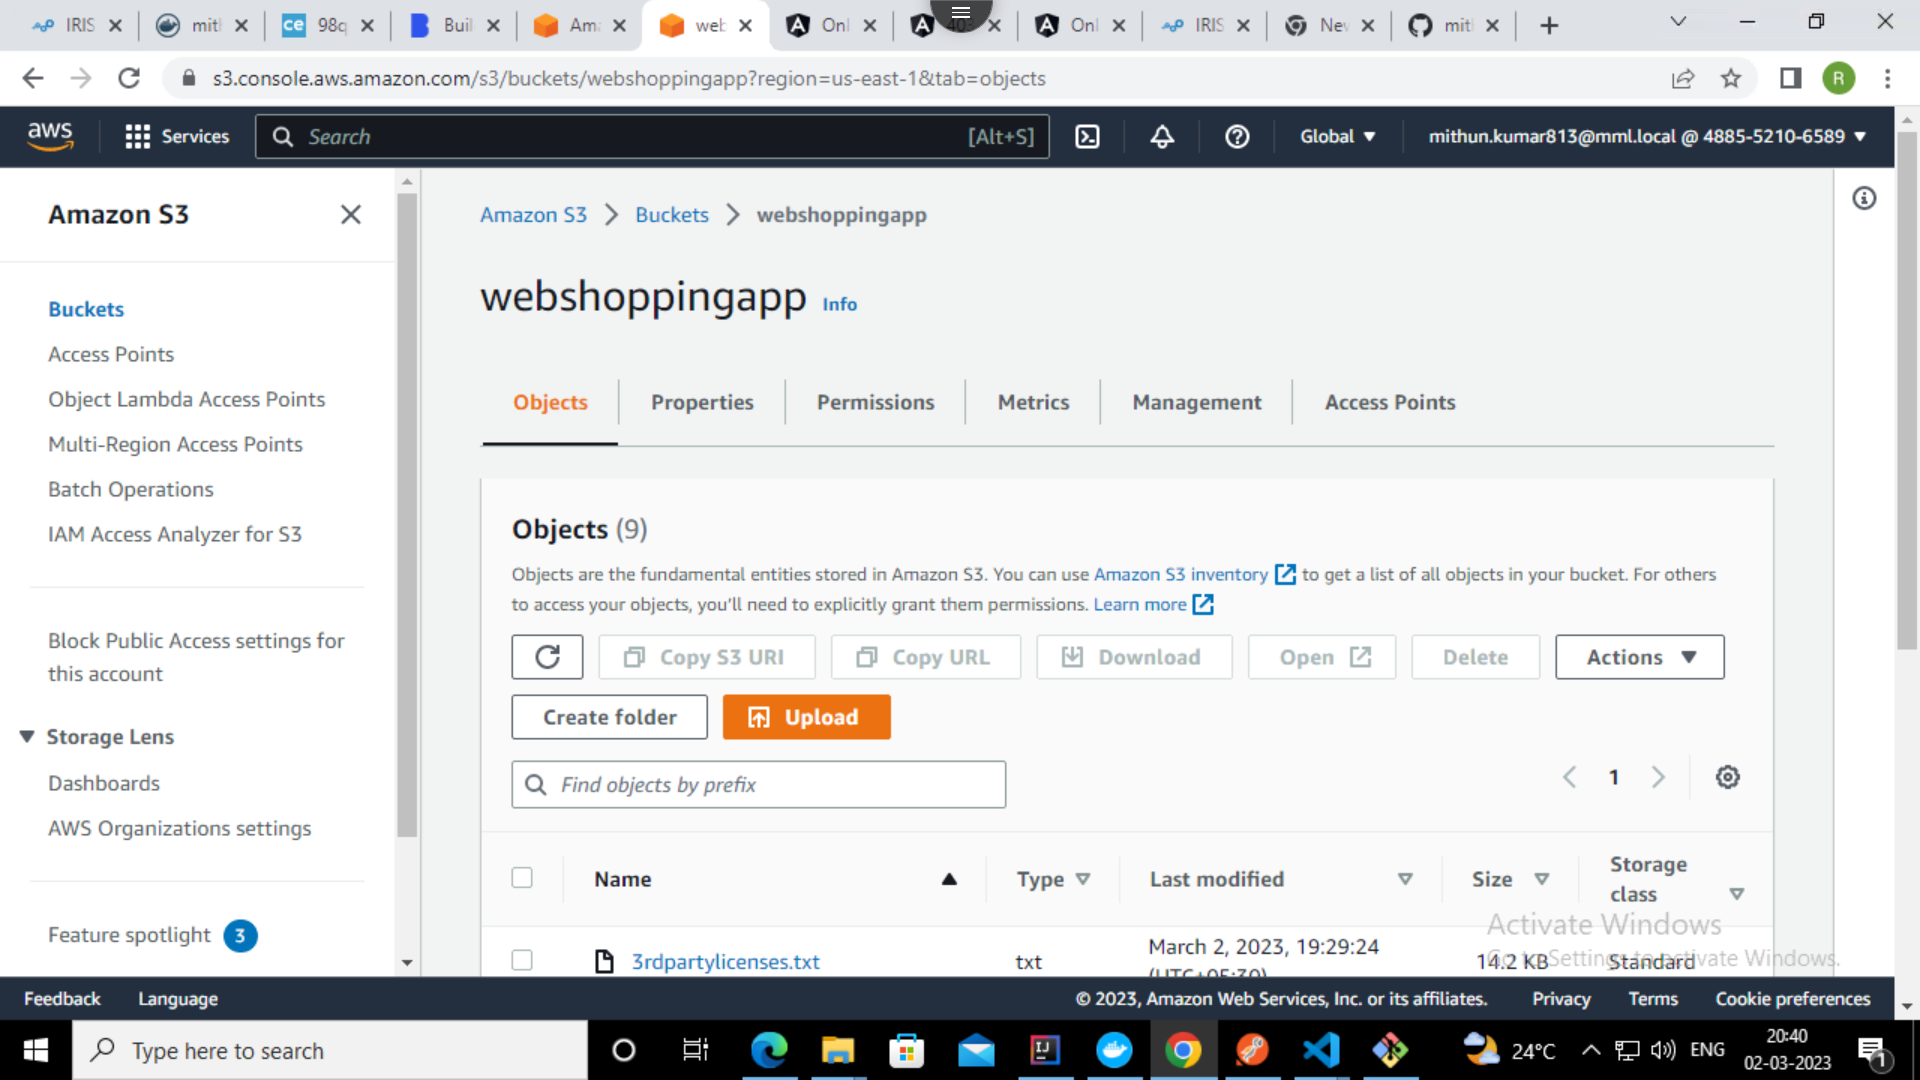 IRIS
mit
98q
Buil
Ama
web
Onl
Onl
IRIS
Nev
mit
s3.console.aws.amazon.com/s3/buckets/webshoppingapp?region=us-east-1&tab=objects
R
aws
Services
Search
[Alt+S]
Global
mithun.kumar813@mml.local @ 4885-5210-6589
Amazon S3
Buckets
Access Points
Object Lambda Access Points
Multi-Region Access Points
Batch Operations
IAM Access Analyzer for S3
Block Public Access settings for
this account
Storage Lens
Dashboards
AWS Organizations settings
Feature spotlight 3
Amazon S3 > Buckets > webshoppingapp
webshoppingapp Info
Objects
Properties
Permissions
Metrics
Management
Access Points
Objects (9)
Objects are the fundamental entities stored in Amazon S3. You can use Amazon S3 inventory to get a list of all objects in your bucket. For others
to access your objects, you'll need to explicitly grant them permissions. Learn more
Copy S3 URI
Copy URL
Download
Open
Delete
Actions
Create folder
Upload
Find objects by prefix
1
Name
Type
Last modified
Size
Storage
class
3rdpartylicenses.txt
txt
March 2, 2023, 19:29:24
(UTC+05:30)
14.2 KB
Standard
Activate Windows
Go to Settings to activate Windows.
Feedback
Language
© 2023, Amazon Web Services, Inc. or its affiliates.
Privacy
Terms
Cookie preferences
Type here to search
24°C
ENG
20:40
02-03-2023
1